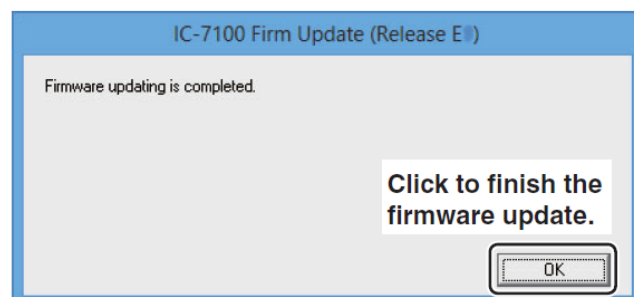 IC-7100 Firm Update (Release E )
Firmware updating is completed.
Click to finish the
firmware update.
OK